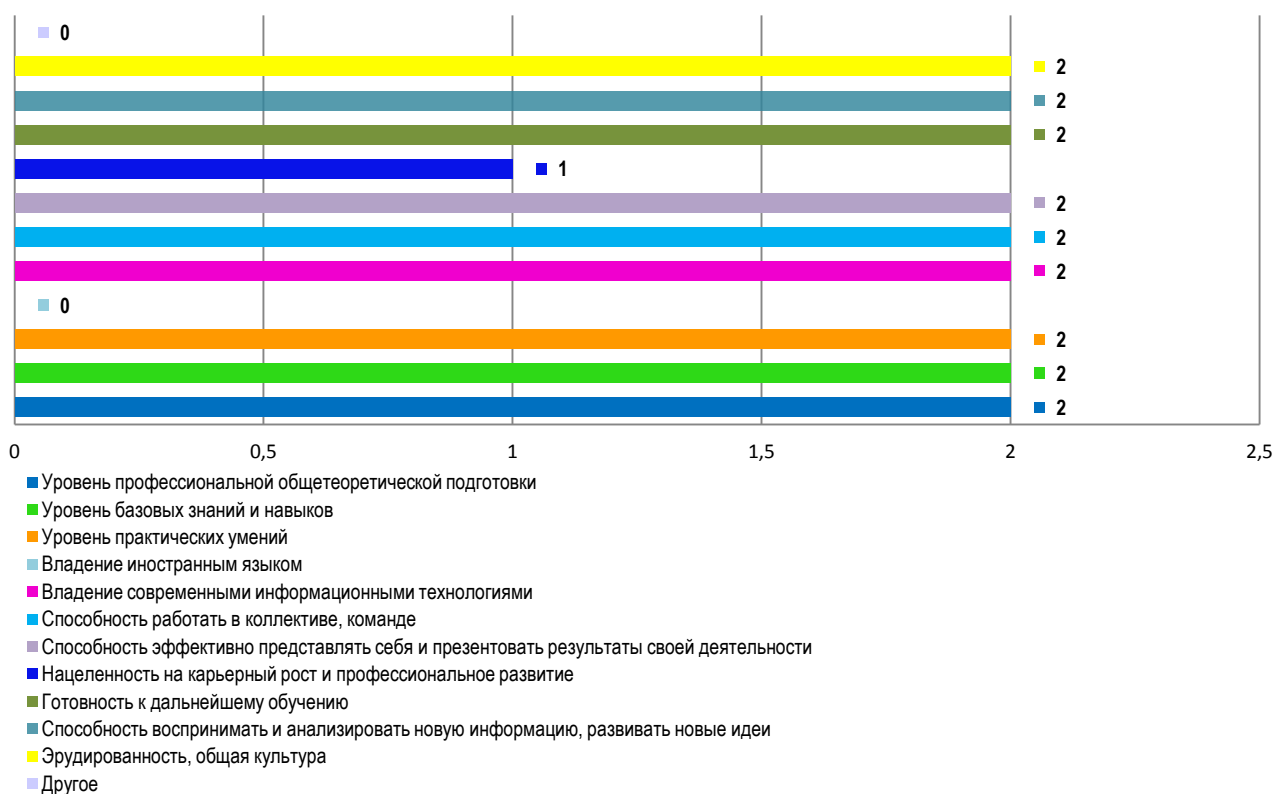 0
2
2
2
1
2
2
2
0
2
2
2
0 0,5 1 1,5 2 2,5
Уровень профессиональной общетеоретической подготовки
Уровень базовых знаний и навыков
Уровень практических умений
Владение иностранным языком
Владение современными информационными технологиями
Способность работать в коллективе, команде
Способность эффективно представлять себя и презентовать результаты своей деятельности
Нацеленность на карьерный рост и профессиональное развитие
Готовность к дальнейшему обучению
Способность воспринимать и анализировать новую информацию, развивать новые идеи
Эрудированность, общая культура
Другое